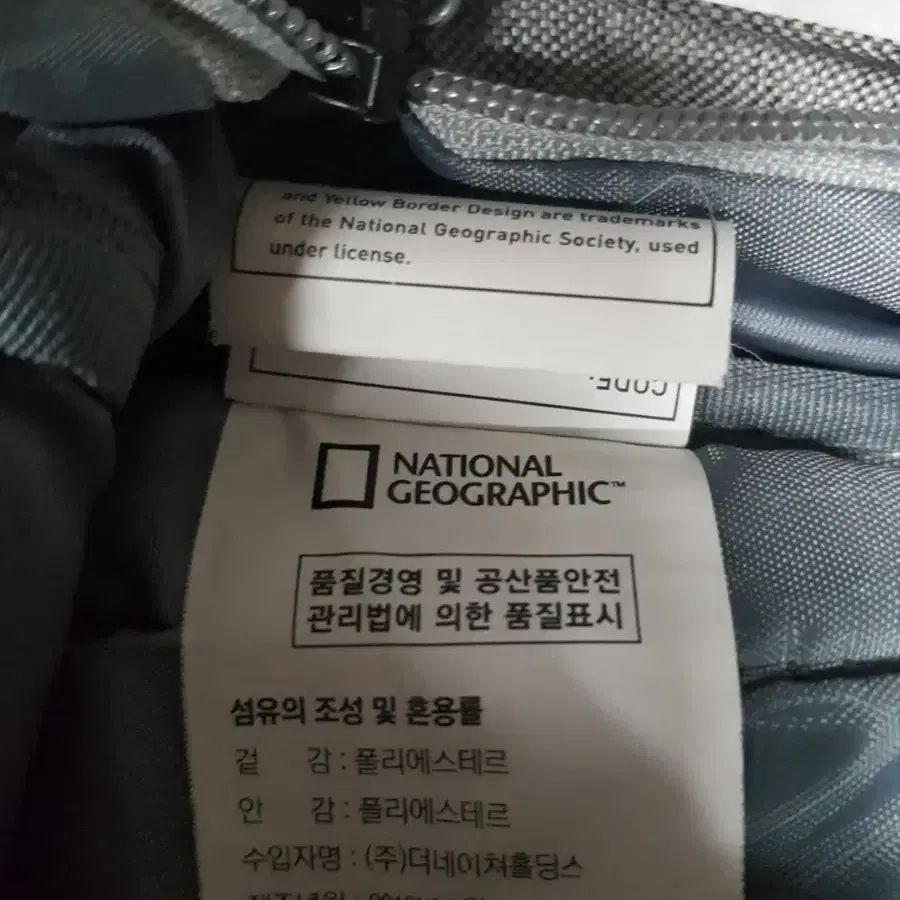 and Yellow Border Design are trademarks
of the National Geographic Society, used
under license.
CODE:
NATIONAL
GEOGRAPHIC™
품질경영 및 공산품안전
관리법에 의한 품질표시
섬유의 조성 및 혼용률
겉 감 : 폴리에스테르
안 감 : 폴리에스테르
수입자명 : (주)더네이쳐홀딩스